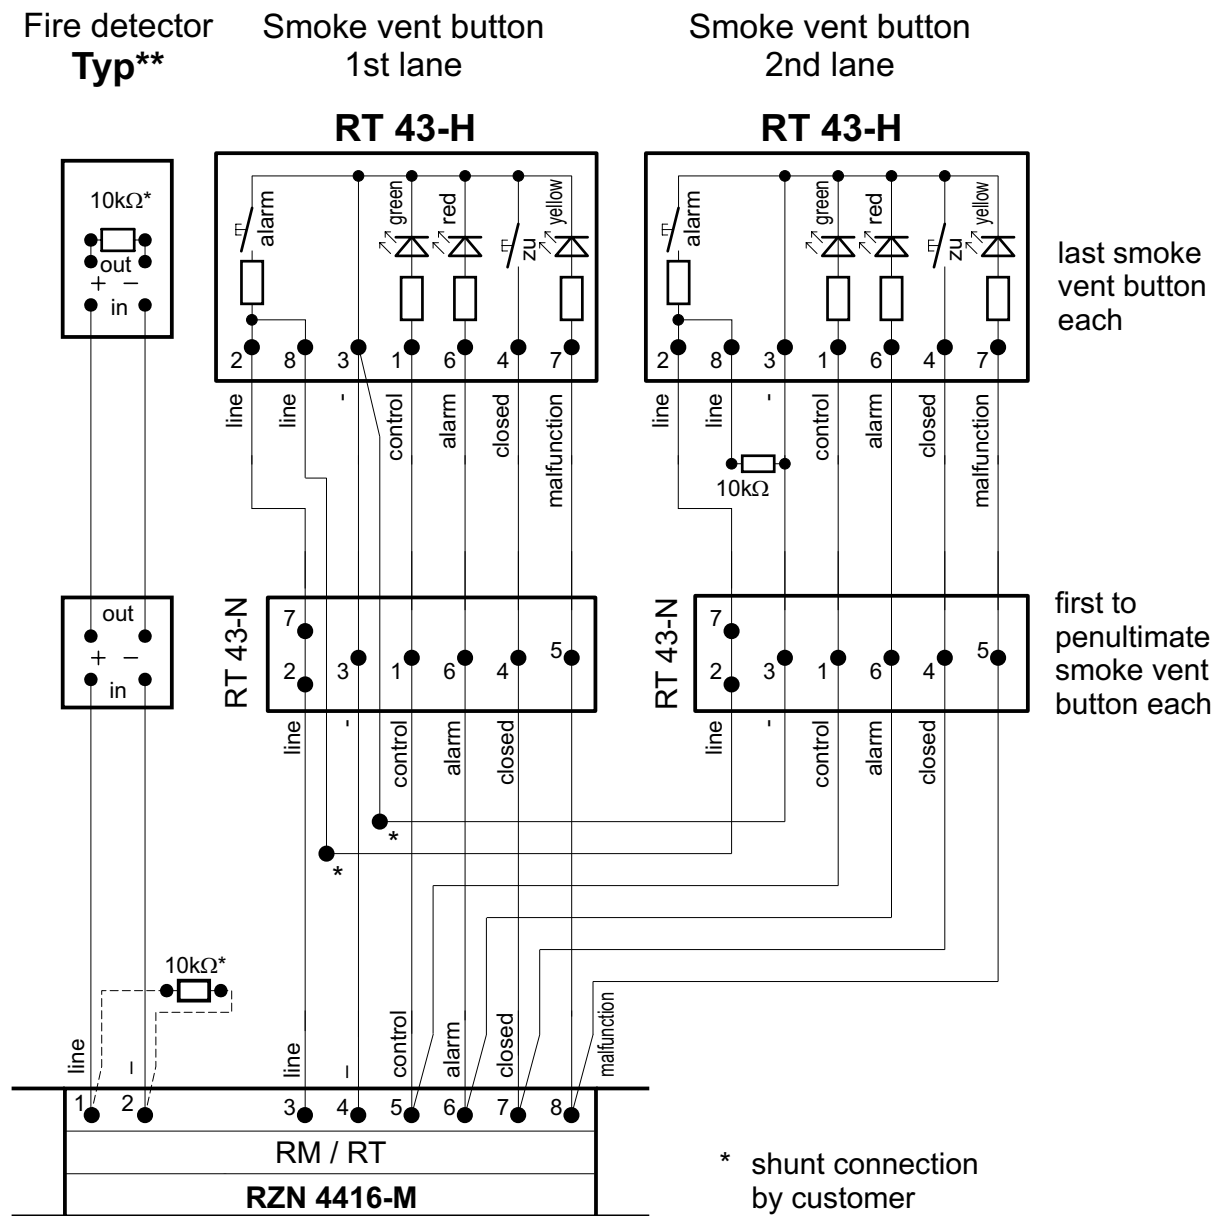 Fire detector
Typ**
Smoke vent button
1st lane
Smoke vent button
2nd lane
RT 43-H
RT 43-H
10kΩ*
out
+ −
in
alarm
green
red
zu
yellow
2 8 3 1 6 4 7
line
line
-
control
alarm
closed
malfunction
alarm
green
red
zu
yellow
2 8 3 1 6 4 7
line
line
-
control
alarm
closed
malfunction
10kΩ
last smoke
vent button
each
out
+ −
in
RT 43-N
7
2 3 1 6 4 5
line
-
control
alarm
closed
RT 43-N
7
2 3 1 6 4 5
line
-
control
alarm
closed
first to
penultimate
smoke vent
button each
*
*
10kΩ*
line
–
line
–
control
alarm
closed
malfunction
1 2 3 4 5 6 7 8
RM / RT
RZN 4416-M
* shunt connection
by customer